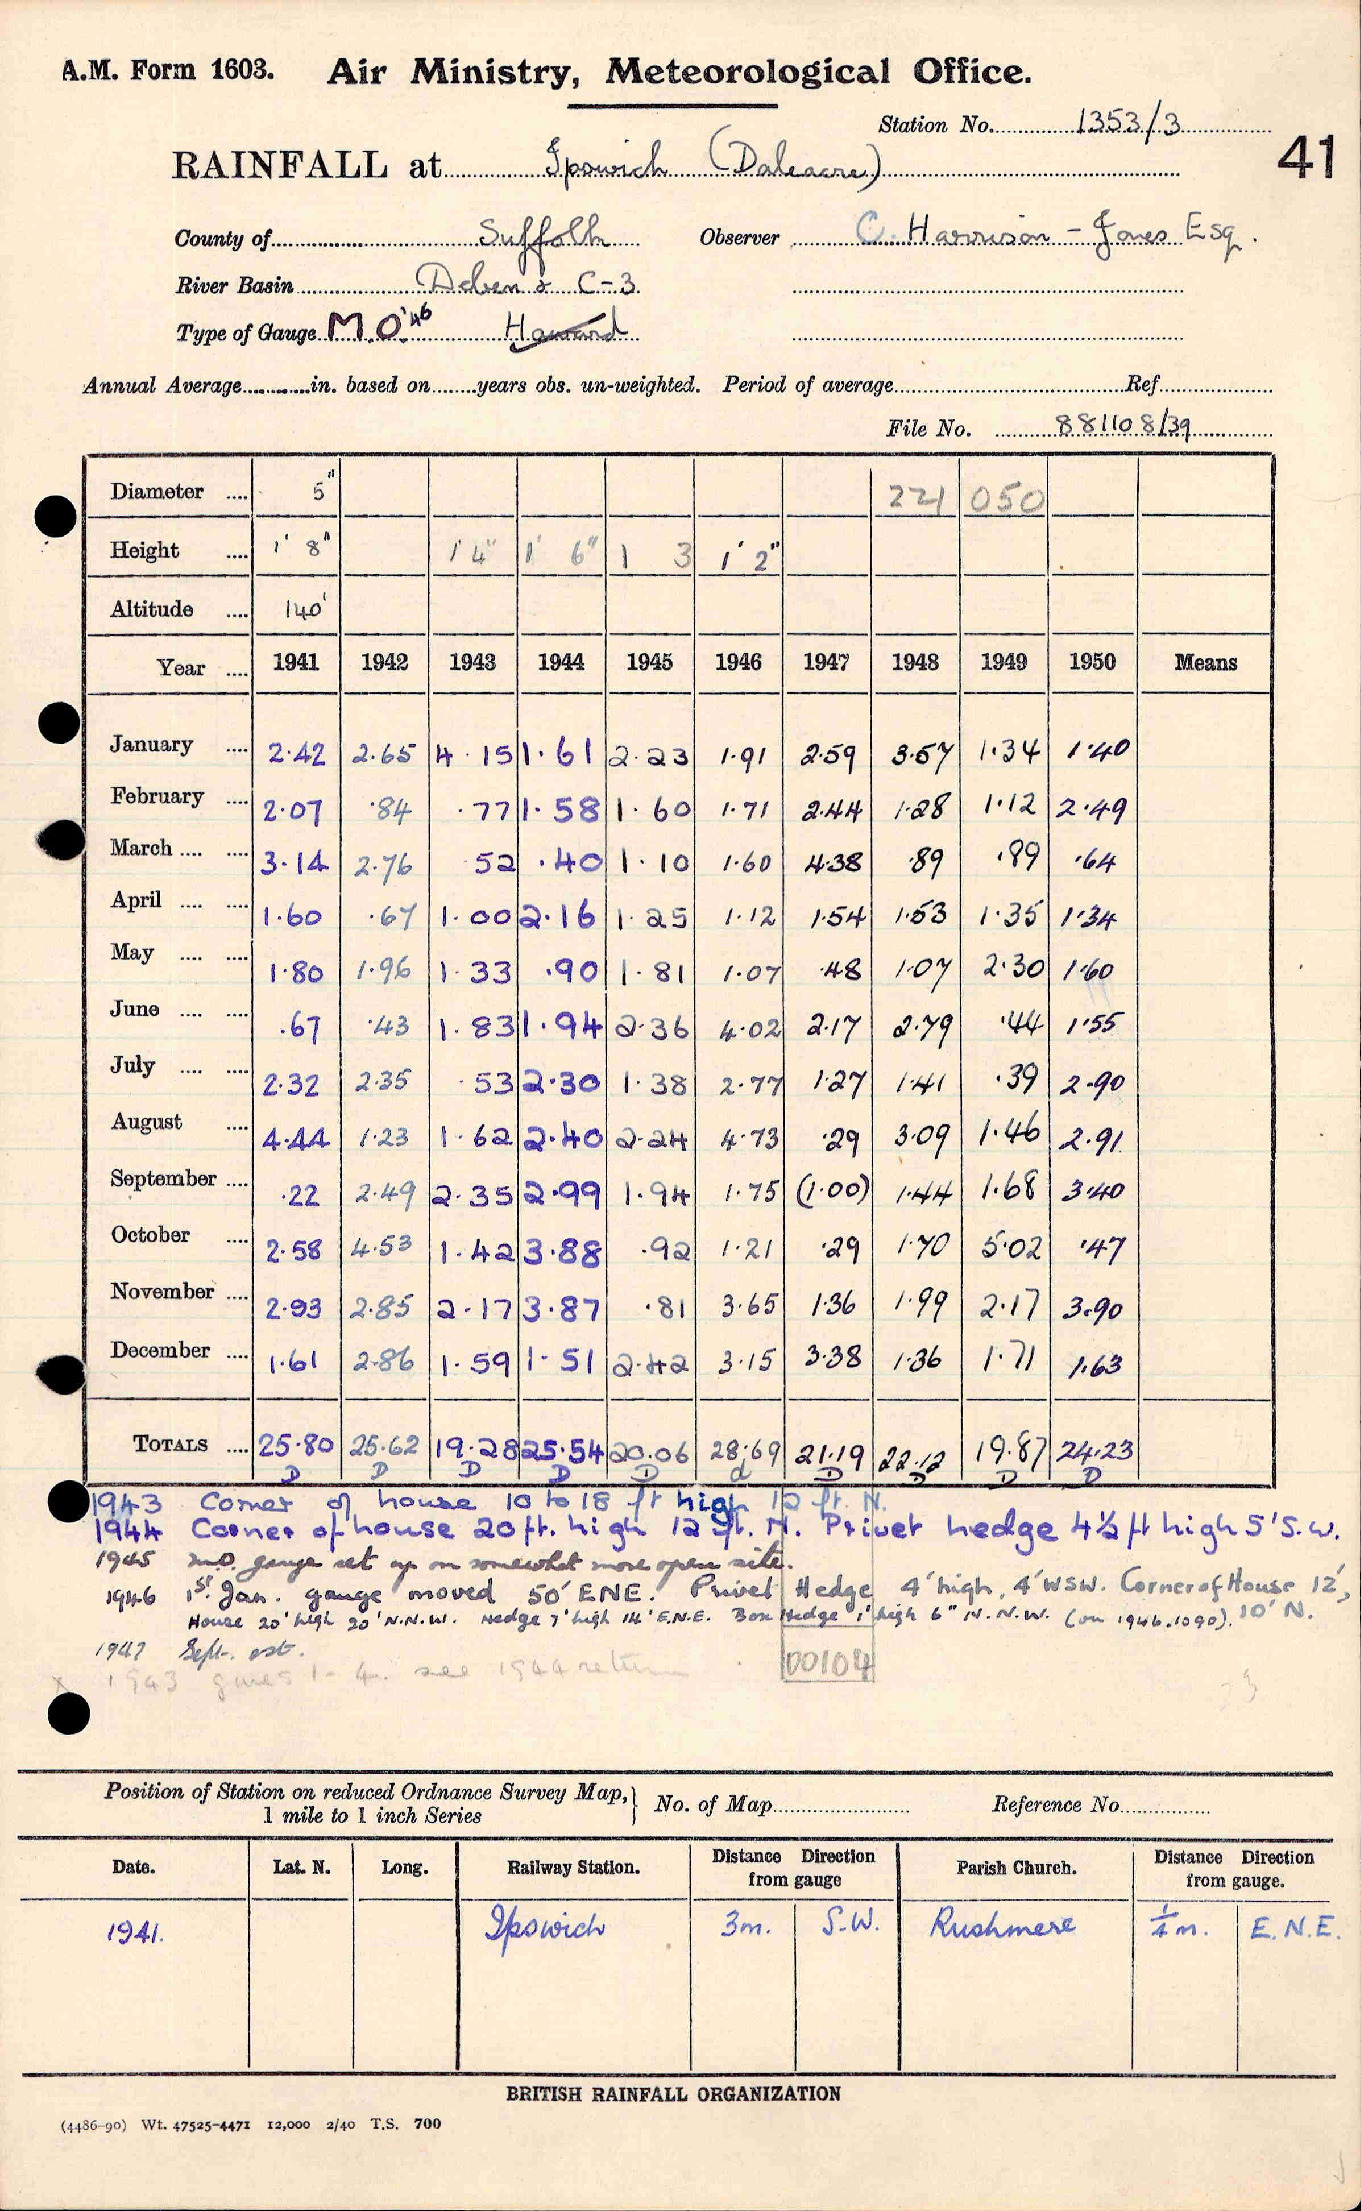 A.M. Form 1603. Air Ministry, Meteorological Office.
Station No. 1353/3
41
RAINFALL at Ipswich (Daleacre)
County of Suffolk Observer C. Harrison - Jones Esq.
River Basin Deben & C-3
Type of Gauge M.O. '46 Howard
Annual Average in. based on years obs. un-weighted. Period of average Ref
File No. 881108/39
Diameter .... 5" 221 050
Height .... 1' 8" 1' 4" 1' 6" 1 3 1' 2"
Altitude .... 140'
Year .... 1941 1942 1943 1944 1945 1946 1947 1948 1949 1950 Means
January .... 2.42 2.65 4.15 1.61 2.23 1.91 2.59 3.57 1.34 1.40
February .... 2.07 .84 .77 1.58 1.60 1.71 2.44 1.28 1.12 2.49
March .... .... 3.14 2.76 52 .40 1.10 1.60 4.38 .89 .89 .64
April .... .... 1.60 .67 1.00 2.16 1.25 1.12 1.54 1.53 1.35 1.34
May .... .... 1.80 1.96 1.33 .90 1.81 1.07 .48 1.07 2.30 1.60
June .... .... .67 .43 1.83 1.94 2.36 4.02 2.17 2.79 .44 1.55
July .... .... 2.32 2.35 .53 2.30 1.38 2.77 1.27 1.41 .39 2.90
August .... 4.44 1.23 1.62 2.40 2.24 4.73 .29 3.09 1.46 2.91
September .... .22 2.49 2.35 2.99 1.94 1.75 (1.00) 1.44 1.68 3.40
October .... 2.58 4.53 1.42 3.88 .92 1.21 .29 1.70 5.02 .47
November .... 2.93 2.85 2.17 3.87 .81 3.65 1.36 1.99 2.17 3.90
December .... 1.61 2.86 1.59 1.51 2.42 3.15 3.38 1.36 1.71 1.63
TOTALS .... 25.80 25.62 19.28 25.54 20.06 28.69 21.19 22.12 19.87 24.23
D D D D D d D D D D
1943 Corner of house 10 to 18 ft high 12 ft. N.
1944 Corner of house 20ft. high 12 ft. N. Privet hedge 4½ ft high 5' S.W.
1945 M.O. gauge set up on somewhat more open site.
1946 1st Jan. gauge moved 50' ENE. Privet Hedge 4' high, 4' WSW. Corner of House 12',
House 20' high 20' N.N.W. Hedge 7' high 14' E.N.E. Box Hedge 1' high 6" N.N.W. (on 1946.1090). 10' N.
1947 Sept. est.
x 1943 gives 1-4. see 1944 return
00104
Position of Station on reduced Ordnance Survey Map,} No. of Map Reference No
1 mile to 1 inch Series
Date. Lat. N. Long. Railway Station. Distance Direction from gauge Parish Church. Distance Direction from gauge.
1941. Ipswich 3m. S.W. Rushmere ¼ m. E.N.E.
BRITISH RAINFALL ORGANIZATION
(4486-90) Wt. 47525-4471 12,000 2/40 T.S. 700